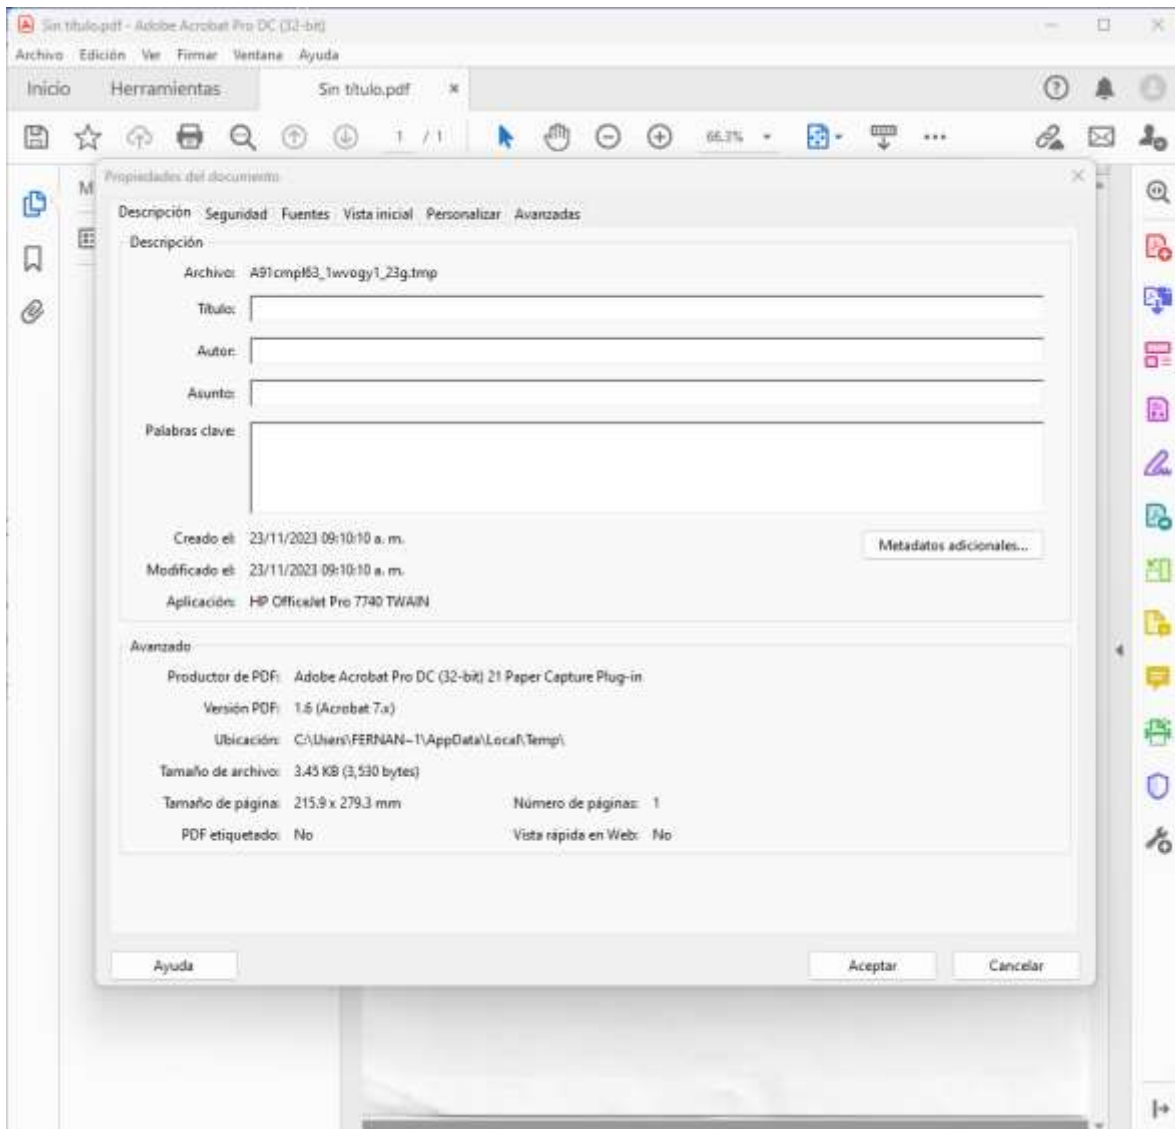 Sin título.pdf - Adobe Acrobat Pro DC (32-bit)
Archivo Edición Ver Firmar Ventana Ayuda
Inicio Herramientas Sin título.pdf
1 / 1 66.3%
Propiedades del documento
Descripción Seguridad Fuentes Vista inicial Personalizar Avanzadas
Descripción
Archivo: A91cmpl63_1wvogy1_23g.tmp
Título:
Autor:
Asunto:
Palabras clave:
Creado el: 23/11/2023 09:10:10 a. m.
Metadatos adicionales...
Modificado el: 23/11/2023 09:10:10 a. m.
Aplicación: HP OfficeJet Pro 7740 TWAIN
Avanzado
Productor de PDF: Adobe Acrobat Pro DC (32-bit) 21 Paper Capture Plug-in
Versión PDF: 1.6 (Acrobat 7.x)
Ubicación: C:\Users\FERNAN~1\AppData\Local\Temp\
Tamaño de archivo: 3.45 KB (3,530 bytes)
Tamaño de página: 215.9 x 279.3 mm Número de páginas: 1
PDF etiquetado: No Vista rápida en Web: No
Ayuda Aceptar Cancelar